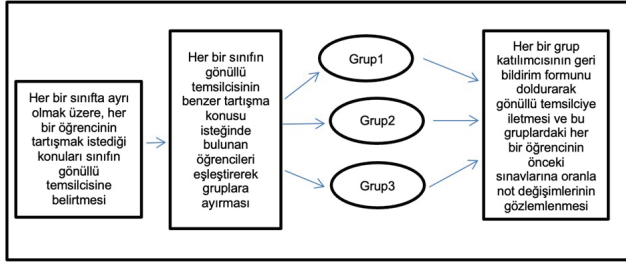 Her bir sınıfta ayrı
olmak üzere, her
bir öğrencinin
tartışmak istediği
konuları sınıfın
gönüllü
temsilcisine
belirtmesi
Her bir sınıfın
gönüllü
temsilcisinin
benzer tartışma
konusu
isteğinde
bulunan
öğrencileri
eşleştirerek
gruplara
ayırması
Grup1
Grup2
Grup3
Her bir grup
katılımcısının geri
bildirim formunu
doldurarak
gönüllü temsilciye
iletmesi ve bu
gruplardaki her
bir öğrencinin
önceki
sınavlarına oranla
not değişimlerinin
gözlemlenmesi